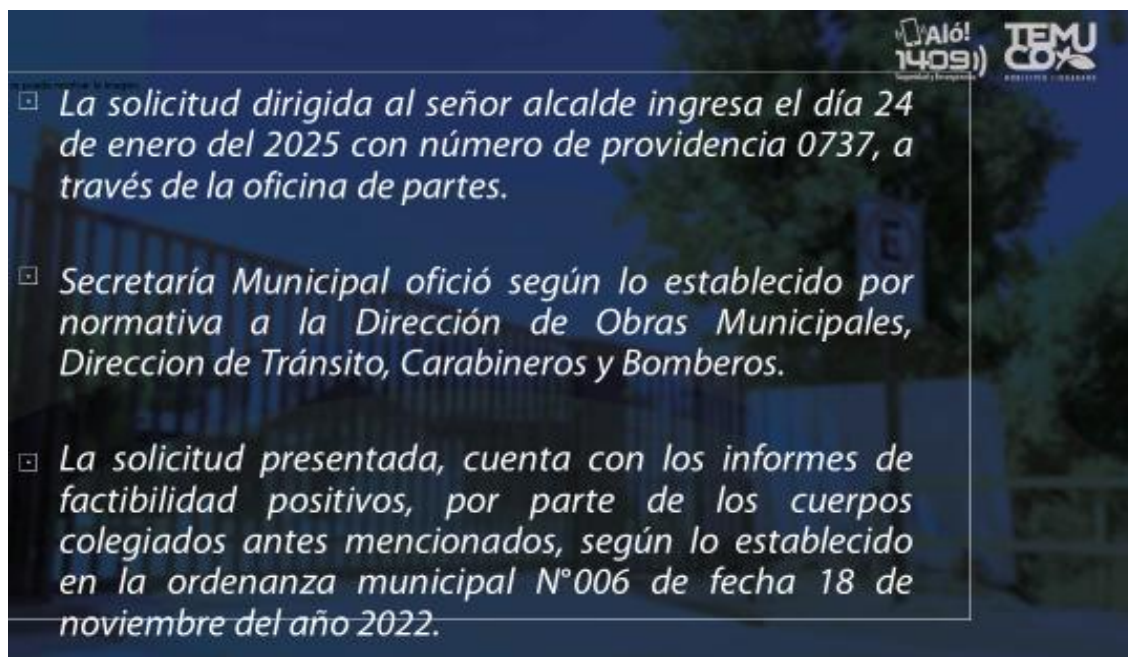 Aló!
1409
Seguridad y Emergencias
TEMUCO
La solicitud dirigida al señor alcalde ingresa el día 24
de enero del 2025 con número de providencia 0737, a
través de la oficina de partes.
Secretaría Municipal ofició según lo establecido por
normativa a la Dirección de Obras Municipales,
Direccion de Tránsito, Carabineros y Bomberos.
La solicitud presentada, cuenta con los informes de
factibilidad positivos, por parte de los cuerpos
colegiados antes mencionados, según lo establecido
en la ordenanza municipal N°006 de fecha 18 de
noviembre del año 2022.
E